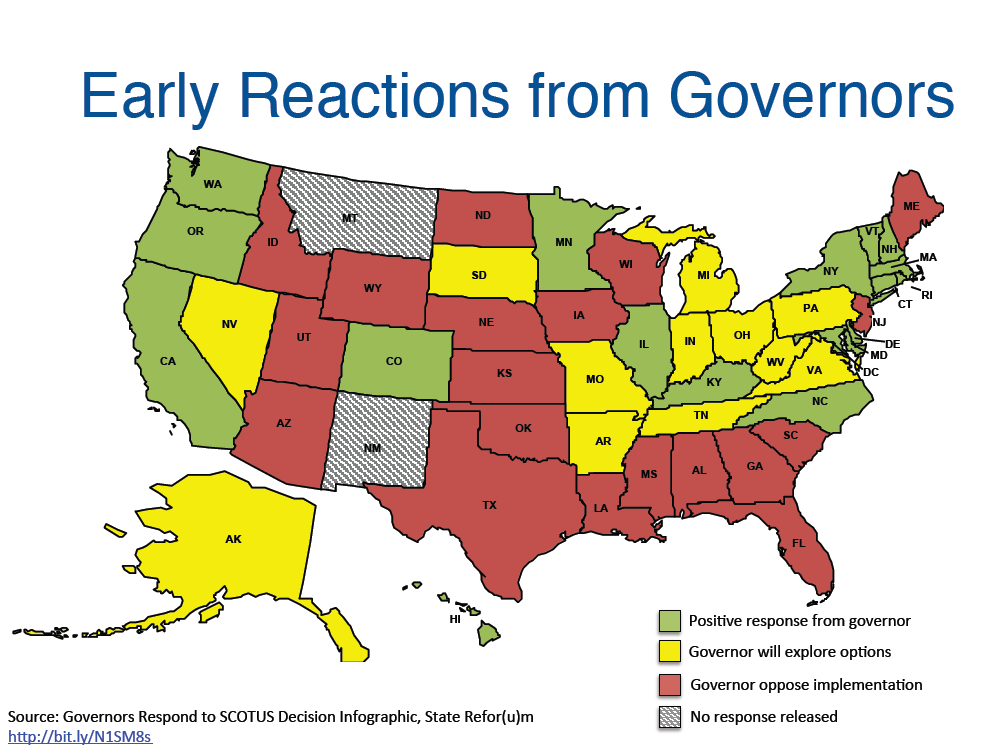 Early Reactions from Governors
WA
MT
ND
ME
OR
ID
MN
VT
NH
WI
MA
SD
NY
MI
WY
RI
CT
IA
PA
NE
NJ
NV
OH
UT
IL
IN
DE
MD
CO
WV
CA
VA
DC
KS
MO
KY
NC
TN
AZ
OK
SC
AR
NM
GA
MS
AL
TX
LA
AK
FL
HI
Positive response from governor
Governor will explore options
Governor oppose implementation
No response released
Source: Governors Respond to SCOTUS Decision Infographic, State Refor(u)m
http://bit.ly/N1SM8s